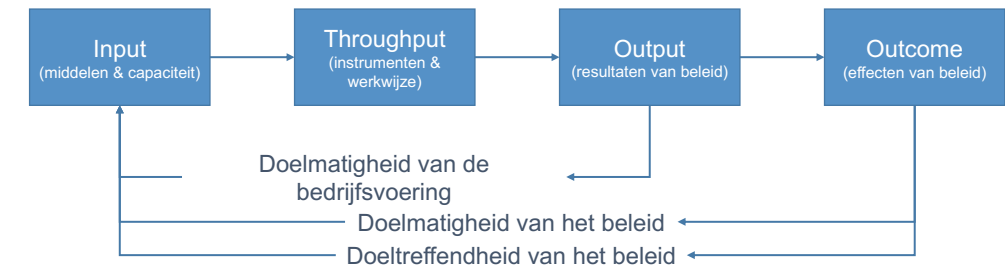 Input
(middelen & capaciteit)
Throughput
(instrumenten &
werkwijze)
Output
(resultaten van beleid)
Outcome
(effecten van beleid)
Doelmatigheid van de
bedrijfsvoering
Doelmatigheid van het beleid
Doeltreffendheid van het beleid